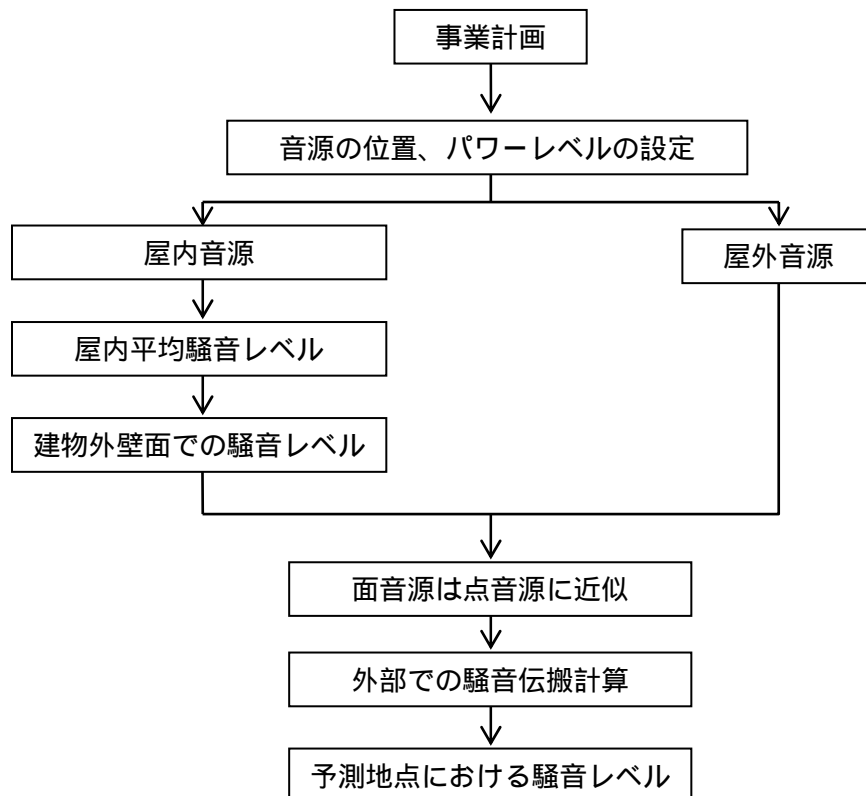 事業計画
音源の位置、パワーレベルの設定
屋内音源
屋外音源
屋内平均騒音レベル
建物外壁面での騒音レベル
面音源は点音源に近似
外部での騒音伝搬計算
予測地点における騒音レベル